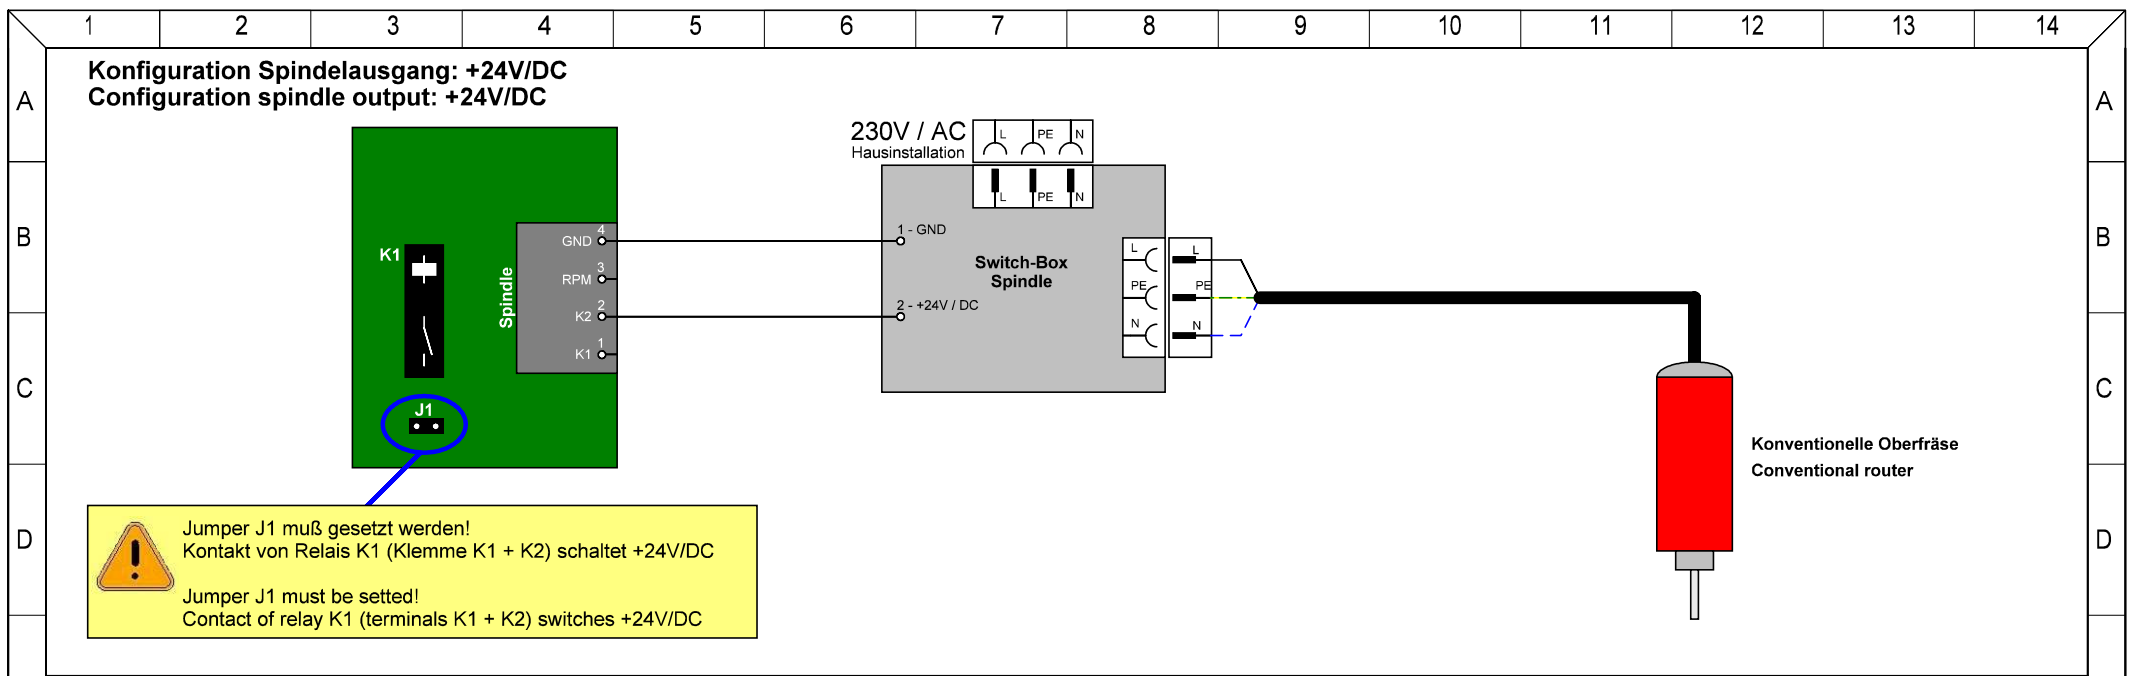 1 2 3 4 5 6 7 8 9 10 11 12 13 14
Konfiguration Spindelausgang: +24V/DC
Configuration spindle output: +24V/DC
A A
230V / AC
Hausinstallation
L PE N
L PE N
B B
K1
Spindle
GND 4
RPM 3
K2 2
K1 1
1 - GND
2 - +24V / DC
Switch-Box
Spindle
L L
PE PE
N N
C C
J1
Konventionelle Oberfräse
Conventional router
D D
Jumper J1 muß gesetzt werden!
Kontakt von Relais K1 (Klemme K1 + K2) schaltet +24V/DC
Jumper J1 must be setted!
Contact of relay K1 (terminals K1 + K2) switches +24V/DC